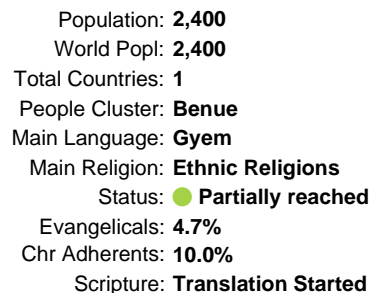 Population: 2,400
World Popl: 2,400
Total Countries: 1
People Cluster: Benue
Main Language: Gyem
Main Religion: Ethnic Religions
Status: Partially reached
Evangelicals: 4.7%
Chr Adherents: 10.0%
Scripture: Translation Started